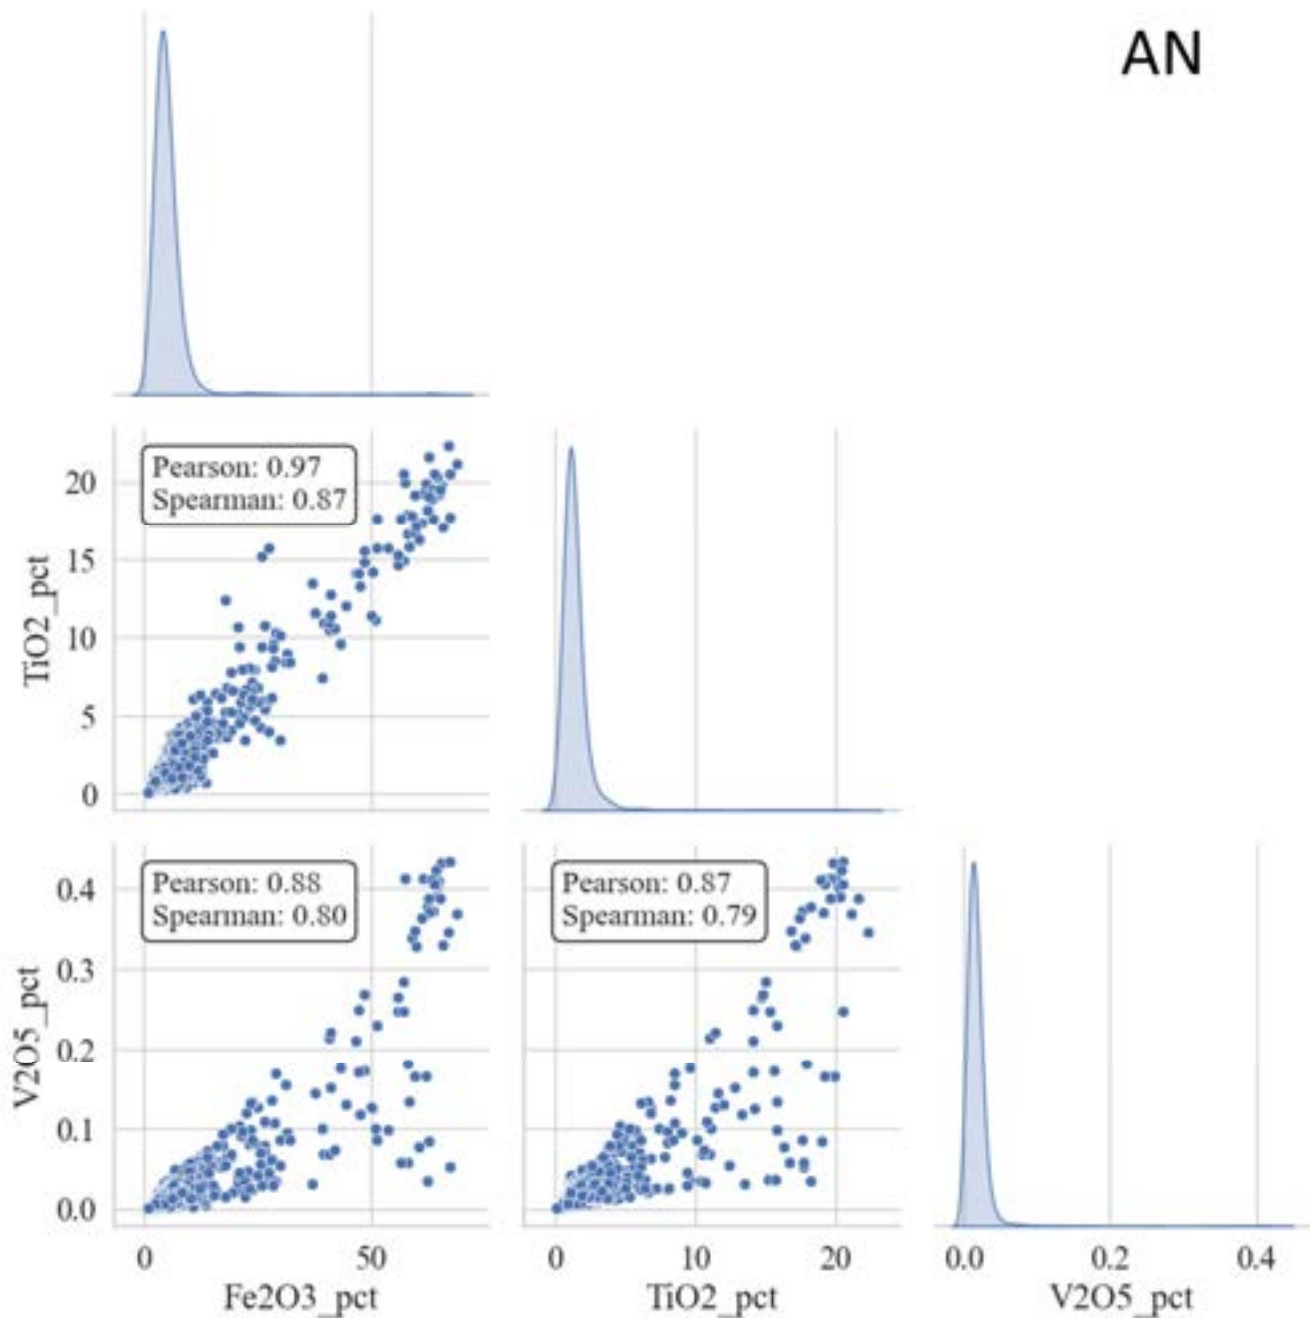 AN
Pearson: 0.97
Spearman: 0.87
20
15
10
5
0
TiO2_pct
Pearson: 0.88
Spearman: 0.80
Pearson: 0.87
Spearman: 0.79
0.4
0.3
0.2
0.1
0.0
V2O5_pct
0 50
0 10 20
0.0 0.2 0.4
Fe2O3_pct
TiO2_pct
V2O5_pct